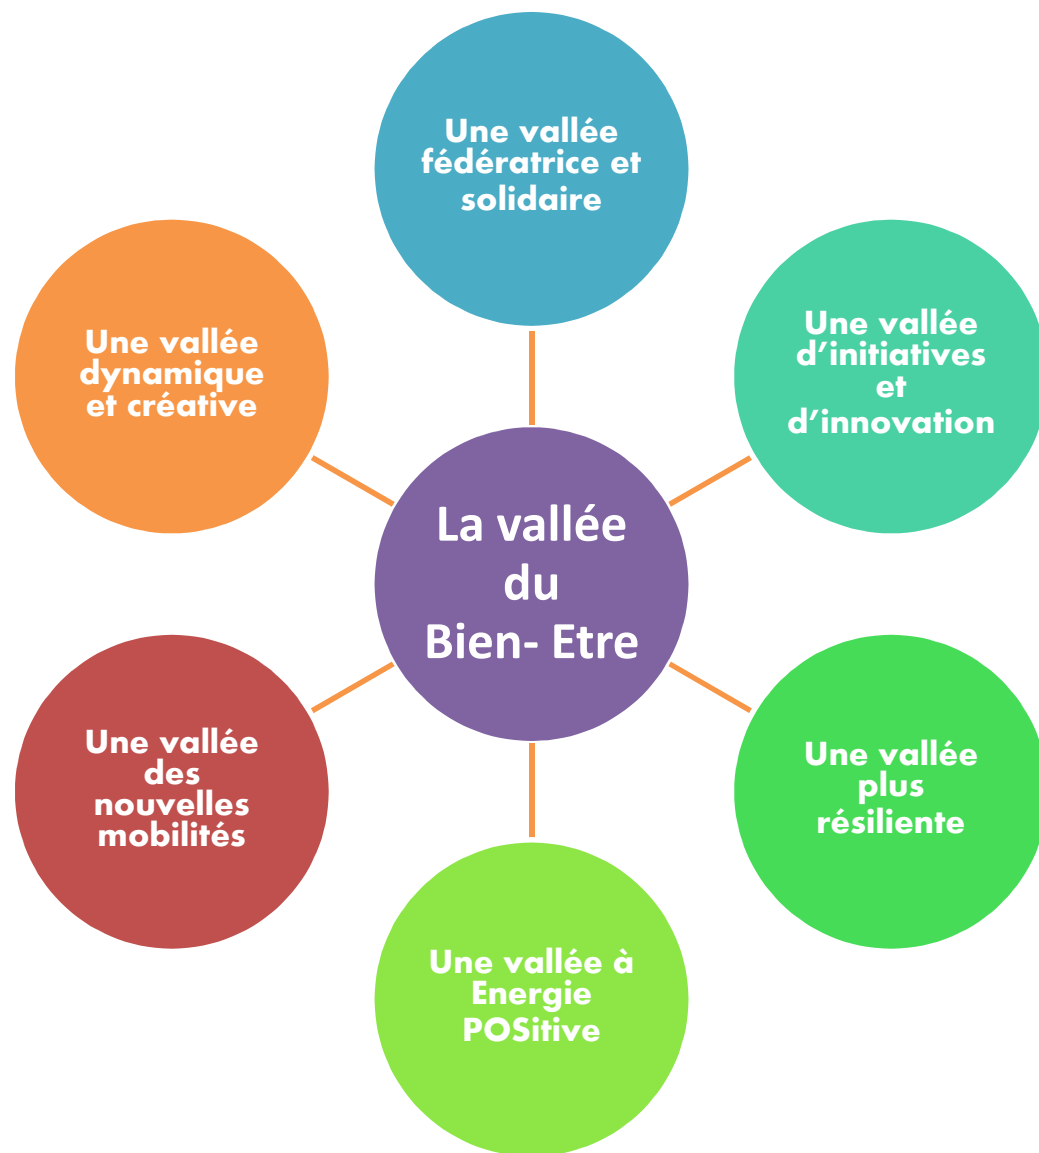 Une vallée
fédératrice et
solidaire
Une vallée
d’initiatives
et
d’innovation
Une vallée
dynamique
et créative
La vallée
du
Bien- Etre
Une vallée
des
nouvelles
mobilités
Une vallée
plus
résiliente
Une vallée à
Energie
POSitive